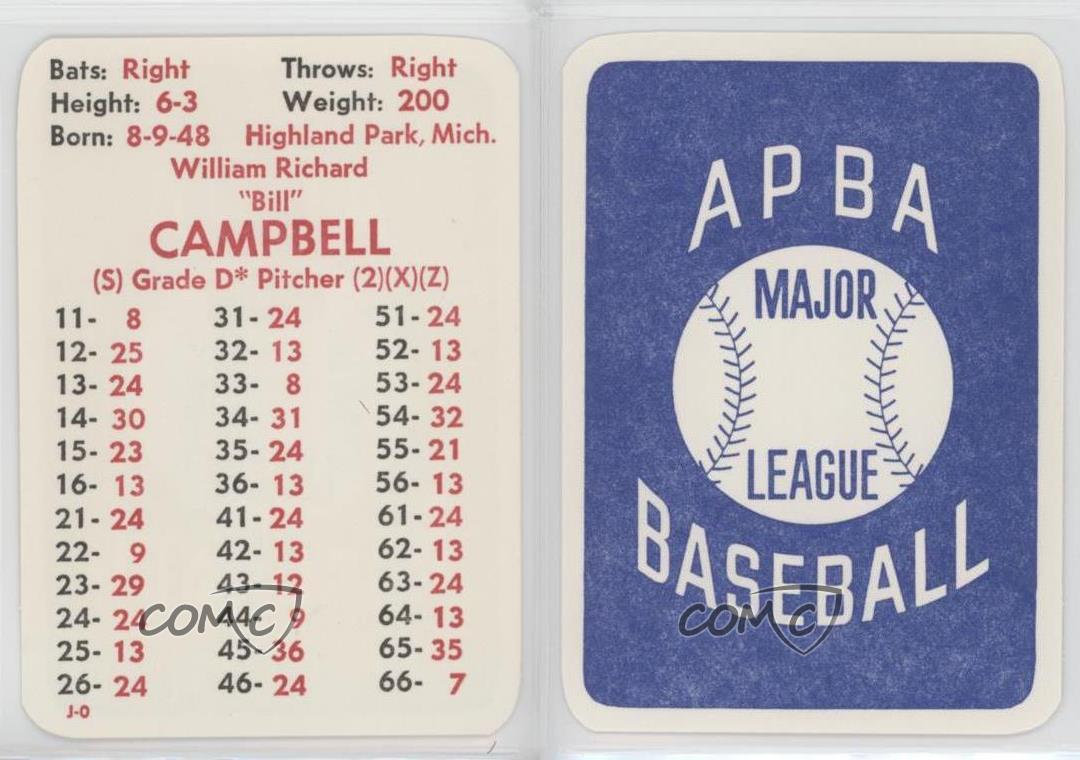 Bats: Right Throws: Right
Height: 6-3 Weight: 200
Born: 8-9-48 Highland Park, Mich.
William Richard
"Bill"
CAMPBELL
(S) Grade D* Pitcher (2)(X)(Z)
11- 8 31- 24 51- 24
12- 25 32- 13 52- 13
13- 24 33- 8 53- 24
14- 30 34- 31 54- 32
15- 23 35- 24 55- 21
16- 13 36- 13 56- 13
21- 24 41- 24 61- 24
22- 9 42- 13 62- 13
23- 29 43- 12 63- 24
24- 24 44- 9 64- 13
25- 13 45- 36 65- 35
26- 24 46- 24 66- 7
J-0
COMC
APBA
MAJOR
LEAGUE
BASEBALL
COMC